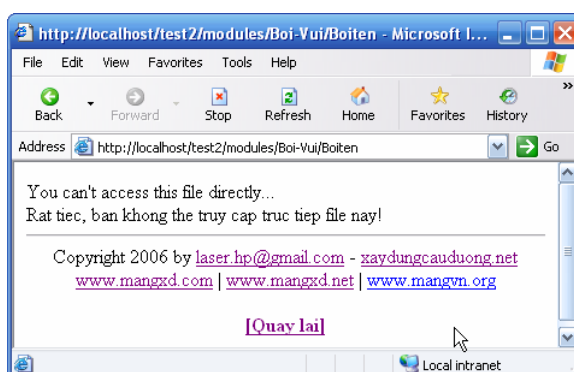 http://localhost/test2/modules/Boi-Vui/Boiten - Microsoft I...
File Edit View Favorites Tools Help
Back Forward Stop Refresh Home Favorites History »
Address http://localhost/test2/modules/Boi-Vui/Boiten Go
You can't access this file directly...
Rat tiec, ban khong the truy cap truc tiep file nay!
Copyright 2006 by laser.hp@gmail.com - xaydungcauduong.net
www.mangxd.com | www.mangxd.net | www.mangvn.org
[Quay lai]
Local intranet